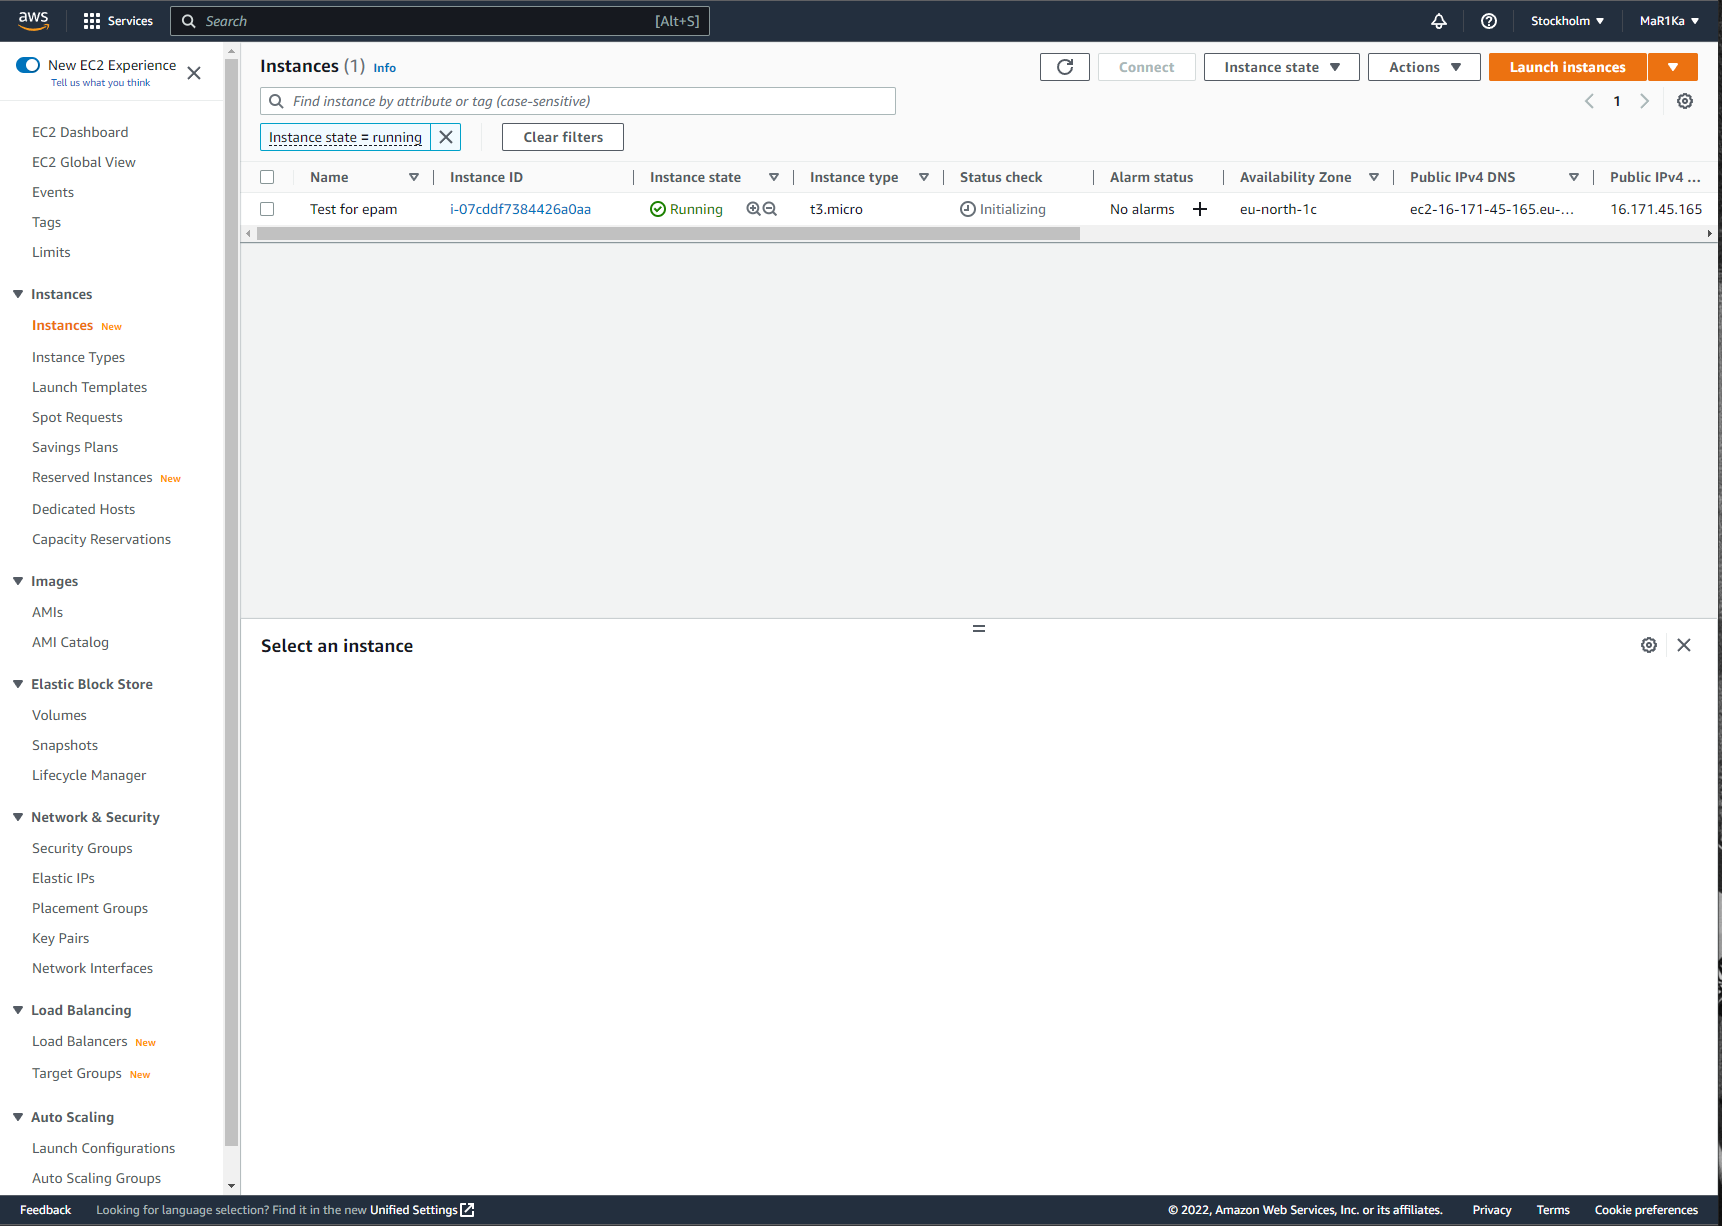 aws Services Search [Alt+S] Stockholm MaR1Ka
New EC2 Experience
Tell us what you think
EC2 Dashboard
EC2 Global View
Events
Tags
Limits
Instances
Instances New
Instance Types
Launch Templates
Spot Requests
Savings Plans
Reserved Instances New
Dedicated Hosts
Capacity Reservations
Images
AMIs
AMI Catalog
Elastic Block Store
Volumes
Snapshots
Lifecycle Manager
Network & Security
Security Groups
Elastic IPs
Placement Groups
Key Pairs
Network Interfaces
Load Balancing
Load Balancers New
Target Groups New
Auto Scaling
Launch Configurations
Auto Scaling Groups
Instances (1) Info Connect Instance state Actions Launch instances
Find instance by attribute or tag (case-sensitive) 1
Instance state = running Clear filters
Name Instance ID Instance state Instance type Status check Alarm status Availability Zone Public IPv4 DNS Public IPv4 ...
Test for epam i-07cddf7384426a0aa Running t3.micro Initializing No alarms eu-north-1c ec2-16-171-45-165.eu-... 16.171.45.165
Select an instance
Feedback Looking for language selection? Find it in the new Unified Settings © 2022, Amazon Web Services, Inc. or its affiliates. Privacy Terms Cookie preferences